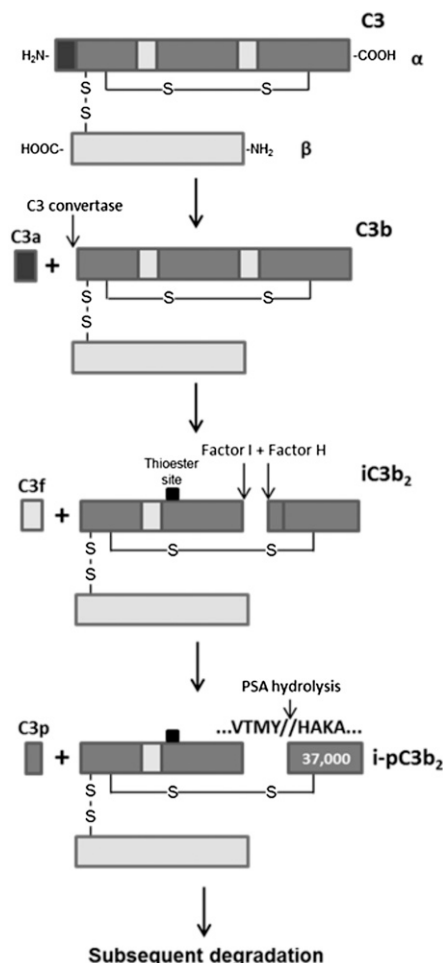 C3
H₂N-
-COOH
α
S
S
S
S
HOOC-
-NH₂
β
C3 convertase
C3a
+
C3b
S
S
S
S
Factor I + Factor H
Thioester
site
iC3b₂
C3f
+
S
S
S
S
PSA hydrolysis
...VTMY//HAKA...
C3p
+
37,000
i-pC3b₂
S
S
S
S
Subsequent degradation